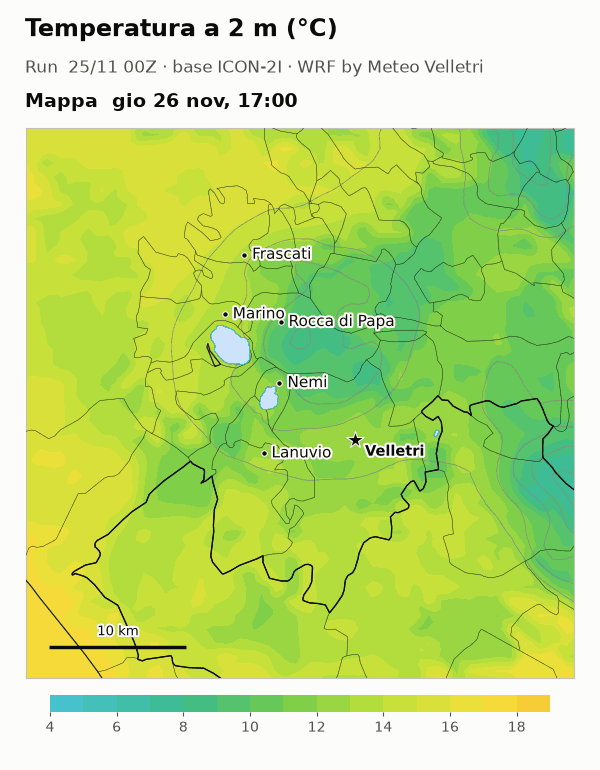 Temperatura a 2 m (°C)
Run  25/11 00Z · base ICON-2I · WRF by Meteo Velletri
Mappa  gio 26 nov, 17:00
Frascati
Marino
Rocca di Papa
Nemi
Velletri
Lanuvio
10 km
4 6 8 10 12 14 16 18